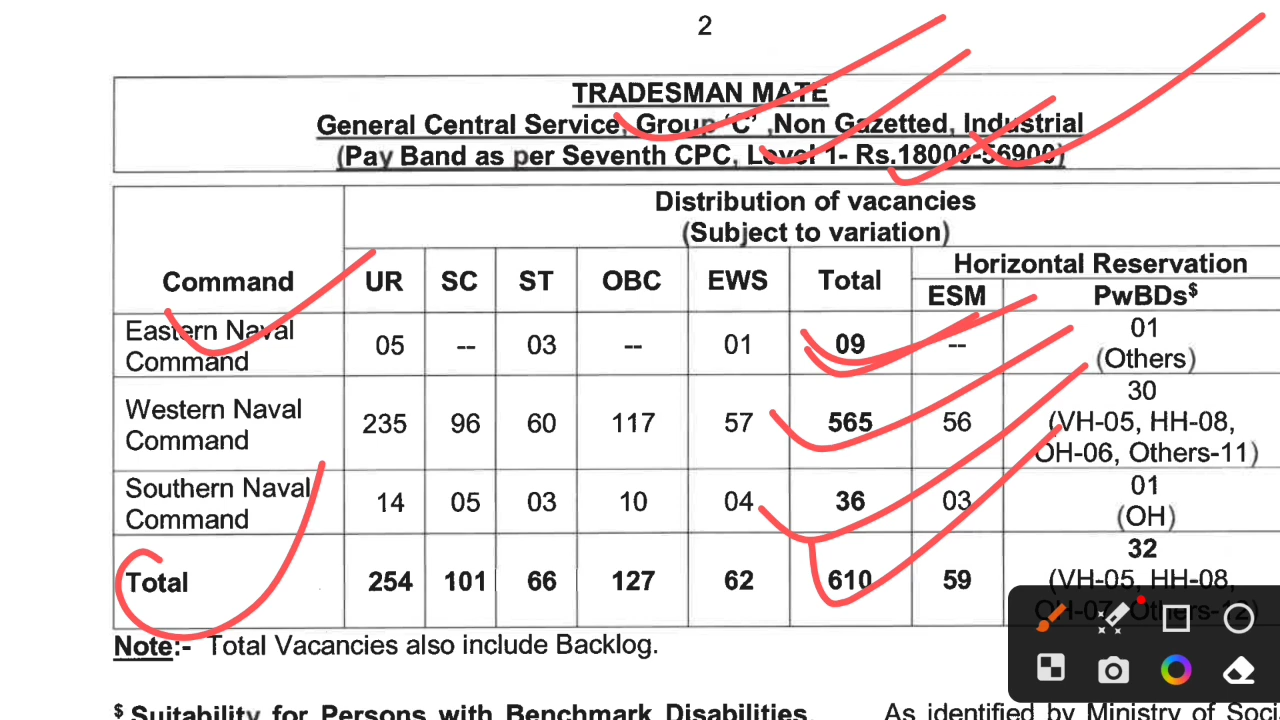 2
TRADESMAN MATE
General Central Service, Group 'C' ,Non Gazetted, Industrial
(Pay Band as per Seventh CPC, Level 1- Rs.18000-56900)
Distribution of vacancies
(Subject to variation)
Command UR SC ST OBC EWS Total Horizontal Reservation
ESM PwBDs$
Eastern Naval Command 05 -- 03 -- 01 09 -- 01
(Others)
Western Naval Command 235 96 60 117 57 565 56 30
(VH-05, HH-08,
OH-06, Others-11)
Southern Naval Command 14 05 03 10 04 36 03 01
(OH)
Total 254 101 66 127 62 610 59 32
(VH-05, HH-08,
OH-07, Others-12)
Note:- Total Vacancies also include Backlog.
$ Suitability for Persons with Benchmark Disabilities. As identified by Ministry of Soci